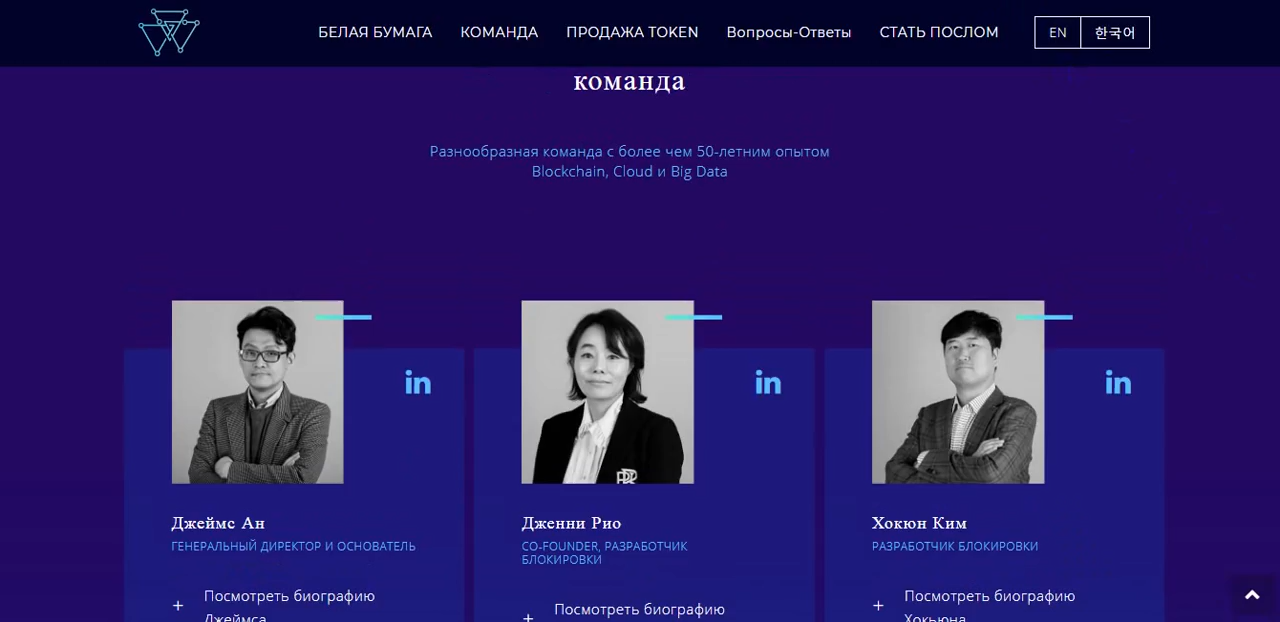 БЕЛАЯ БУМАГА КОМАНДА ПРОДАЖА TOKEN Вопросы-Ответы СТАТЬ ПОСЛОМ EN 한국어
команда
Разнообразная команда с более чем 50-летним опытом
Blockchain, Cloud и Big Data
in in in
Джеймс Ан
ГЕНЕРАЛЬНЫЙ ДИРЕКТОР И ОСНОВАТЕЛЬ
Дженни Рио
CO-FOUNDER, РАЗРАБОТЧИК
БЛОКИРОВКИ
Хокюн Ким
РАЗРАБОТЧИК БЛОКИРОВКИ
+ Посмотреть биографию
Джеймса
+ Посмотреть биографию
+ Посмотреть биографию
Хокьюна